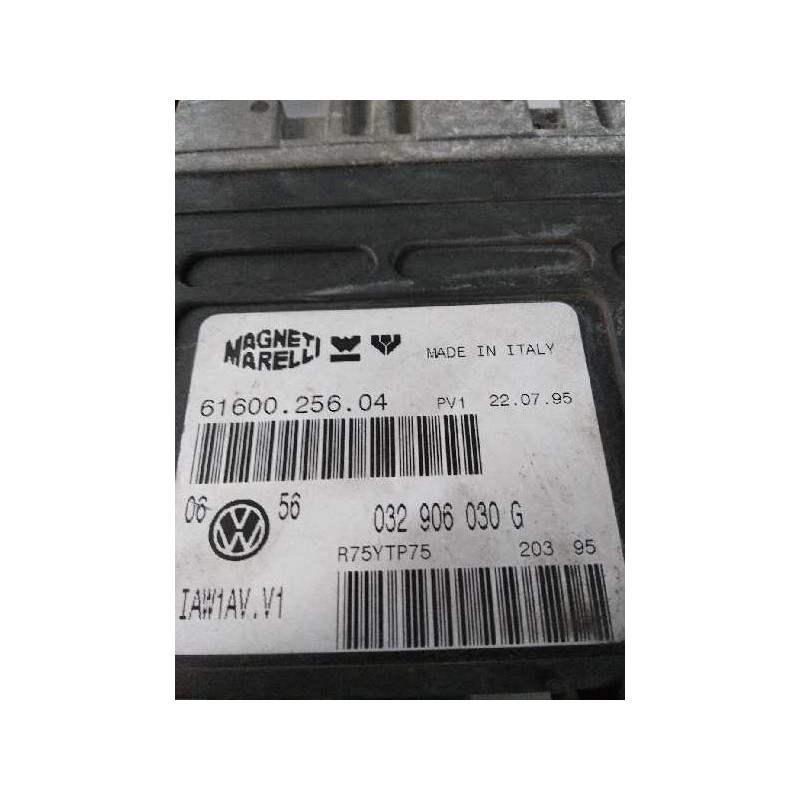 MAGNETI
MARELLI
MADE IN ITALY
61600.256.04 PV1 22.07.95
06 56 032 906 030 G
R75YTP75 203 95
IAW1AV.V1